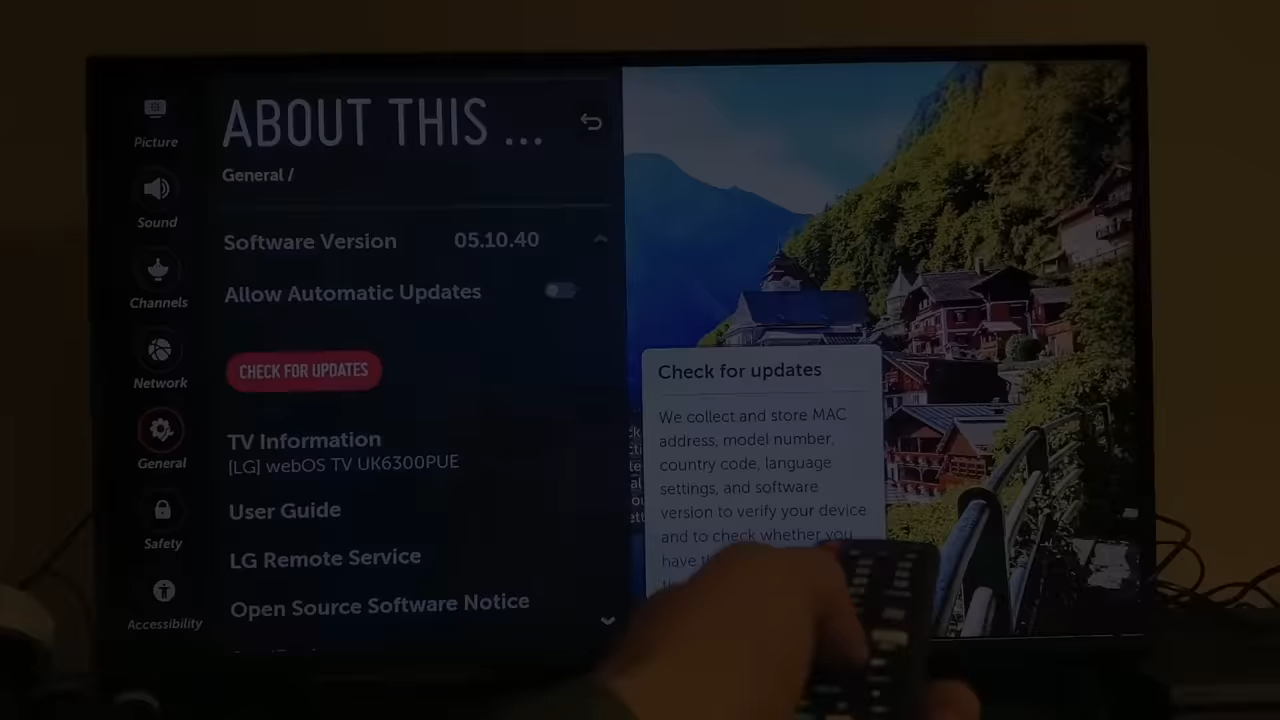 Picture
Sound
Channels
Network
General
Safety
Accessibility
ABOUT THIS ...
General /
Software Version 05.10.40
Allow Automatic Updates
CHECK FOR UPDATES
TV Information
[LG] webOS TV UK6300PUE
User Guide
LG Remote Service
Open Source Software Notice
Check for updates
We collect and store MAC
address, model number,
country code, language
settings, and software
version to verify your device
and to check whether you
have